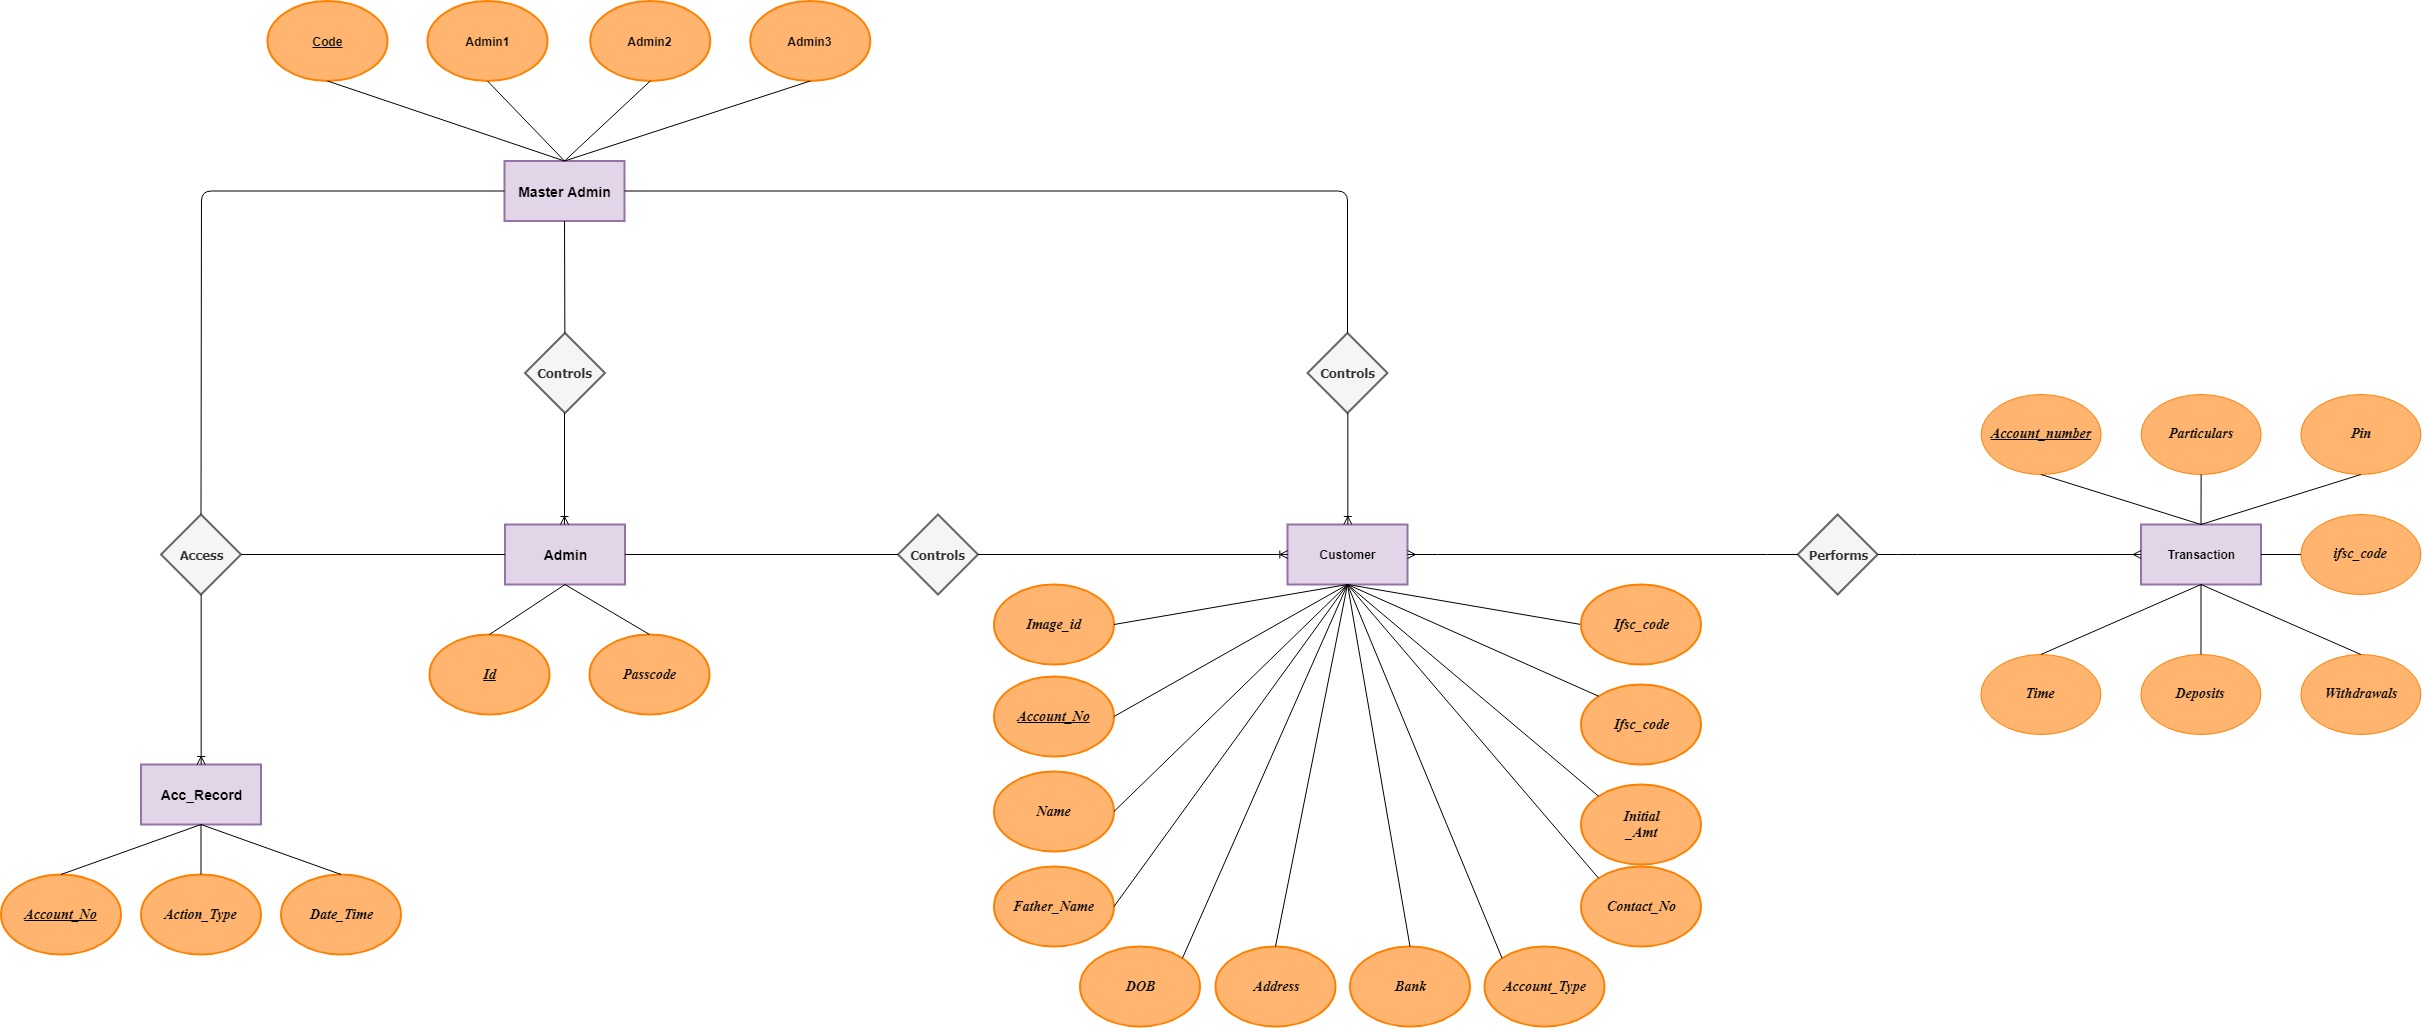 Code
Admin1
Admin2
Admin3
Master Admin
Controls
Controls
Account_number
Particulars
Pin
Access
Admin
Controls
Customer
Performs
Transaction
ifsc_code
Image_id
Ifsc_code
Id
Passcode
Time
Deposits
Withdrawals
Account_No
Ifsc_code
Acc_Record
Name
Initial
_Amt
Account_No
Action_Type
Date_Time
Father_Name
Contact_No
DOB
Address
Bank
Account_Type